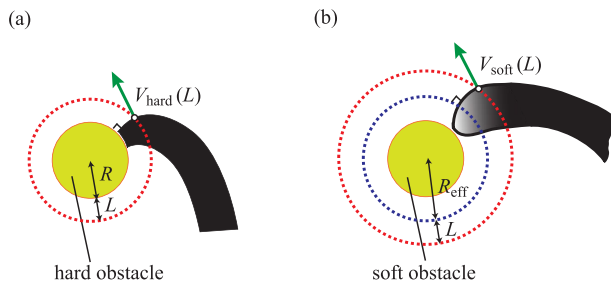 (a)
V_hard (L)
R
L
hard obstacle
(b)
V_soft (L)
R_eff
L
soft obstacle